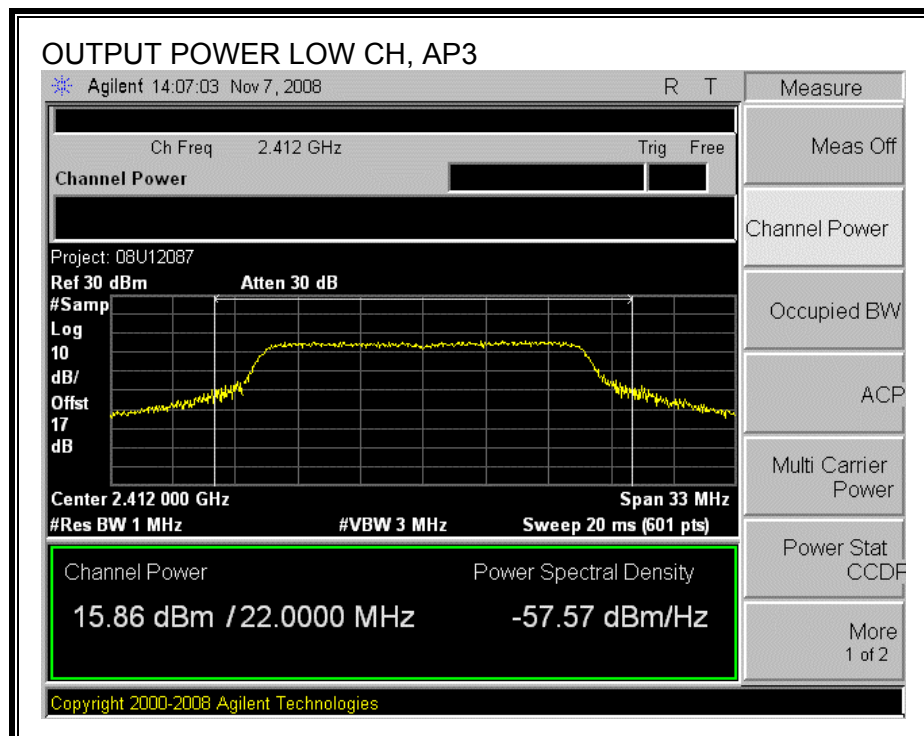 OUTPUT POWER LOW CH, AP3
Agilent 14:07:03 Nov 7, 2008 R T
Measure
Ch Freq 2.412 GHz Trig Free
Channel Power
Project: 08U12087
Ref 30 dBm Atten 30 dB
#Samp
Log
10
dB/
Offst
17
dB
Center 2.412 000 GHz Span 33 MHz
#Res BW 1 MHz #VBW 3 MHz Sweep 20 ms (601 pts)
Channel Power Power Spectral Density
15.86 dBm / 22.0000 MHz -57.57 dBm/Hz
Copyright 2000-2008 Agilent Technologies
Meas Off
Channel Power
Occupied BW
ACP
Multi Carrier
Power
Power Stat
CCDF
More
1 of 2